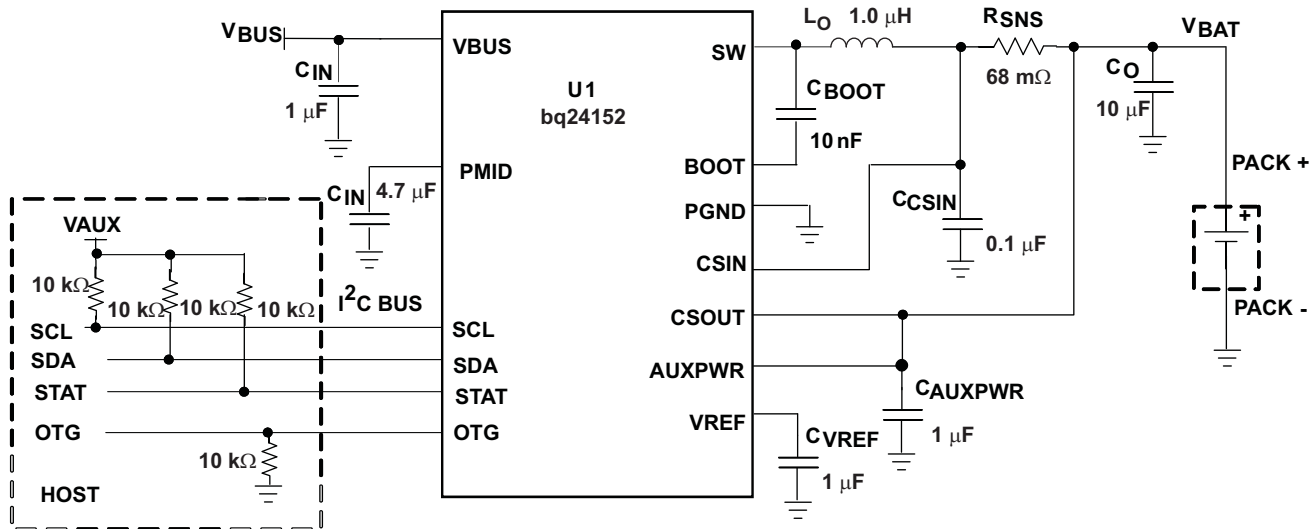 VBUS
CIN
1 μF
VBUS
U1
bq24152
SW
LO 1.0 μH
RSNS
68 mΩ
VBAT
CO
10 μF
CBOOT
10 nF
BOOT
PMID
CIN 4.7 μF
PGND
CCSIN
0.1 μF
CSIN
PACK +
+
PACK -
VAUX
10 kΩ
10 kΩ
10 kΩ
10 kΩ
I2C BUS
SCL
SCL
SDA
SDA
STAT
STAT
OTG
OTG
10 kΩ
HOST
CSOUT
AUXPWR
CAUXPWR
1 μF
VREF
CVREF
1 μF